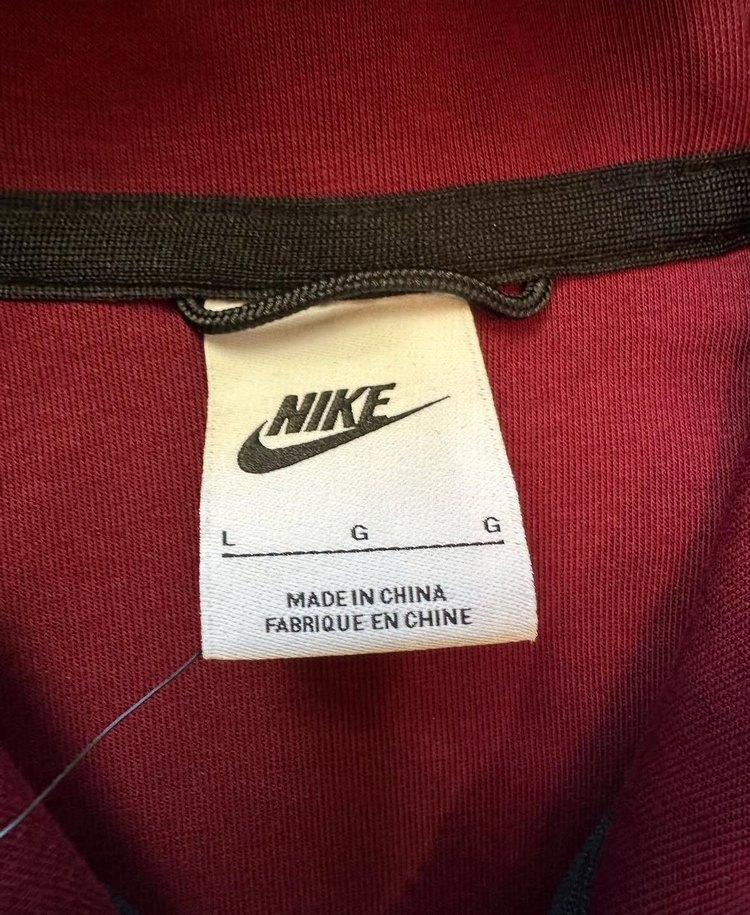 NIKE
L G G
MADE IN CHINA
FABRIQUE EN CHINE